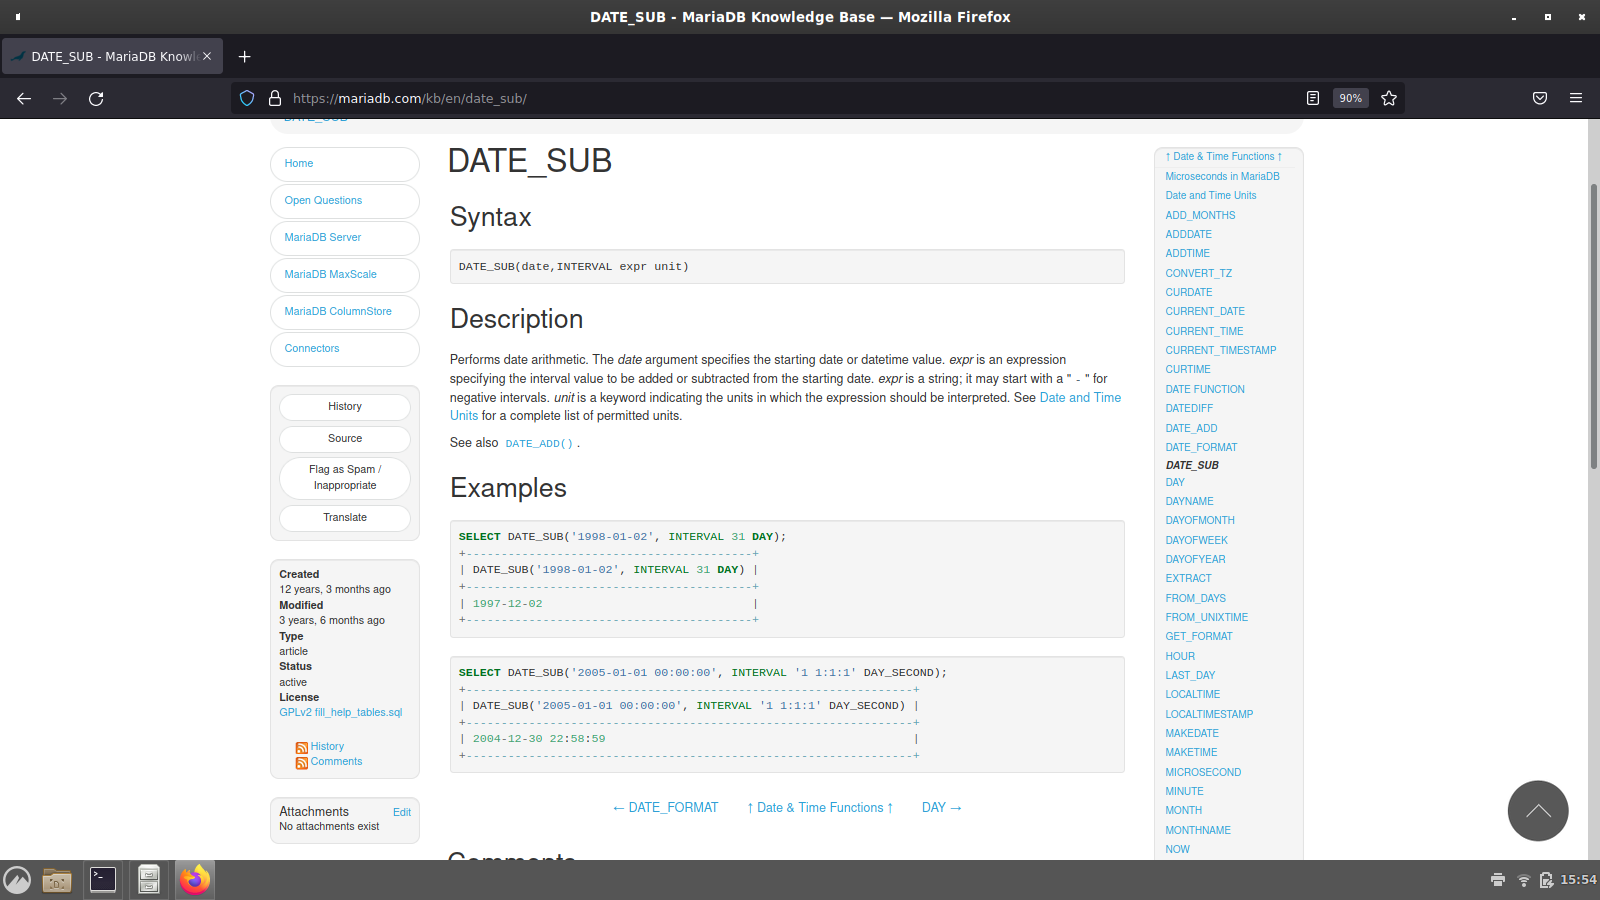 DATE_SUB - MariaDB Knowledge Base — Mozilla Firefox
DATE_SUB - MariaDB Knowle
https://mariadb.com/kb/en/date_sub/
90%
DATE_SUB
Home
Open Questions
MariaDB Server
MariaDB MaxScale
MariaDB ColumnStore
Connectors
History
Source
Flag as Spam /
Inappropriate
Translate
Created
12 years, 3 months ago
Modified
3 years, 6 months ago
Type
article
Status
active
License
GPLv2 fill_help_tables.sql
History
Comments
Attachments Edit
No attachments exist
DATE_SUB
Syntax
DATE_SUB(date,INTERVAL expr unit)
Description
Performs date arithmetic. The date argument specifies the starting date or datetime value. expr is an expression
specifying the interval value to be added or subtracted from the starting date. expr is a string; it may start with a " - " for
negative intervals. unit is a keyword indicating the units in which the expression should be interpreted. See Date and Time
Units for a complete list of permitted units.
See also DATE_ADD() .
Examples
SELECT DATE_SUB('1998-01-02', INTERVAL 31 DAY);
+-----------------------------------------+
| DATE_SUB('1998-01-02', INTERVAL 31 DAY) |
+-----------------------------------------+
| 1997-12-02                              |
+-----------------------------------------+
SELECT DATE_SUB('2005-01-01 00:00:00', INTERVAL '1 1:1:1' DAY_SECOND);
+----------------------------------------------------------------+
| DATE_SUB('2005-01-01 00:00:00', INTERVAL '1 1:1:1' DAY_SECOND) |
+----------------------------------------------------------------+
| 2004-12-30 22:58:59                                            |
+----------------------------------------------------------------+
← DATE_FORMAT ↑ Date & Time Functions ↑ DAY →
Comments
↑ Date & Time Functions ↑
Microseconds in MariaDB
Date and Time Units
ADD_MONTHS
ADDDATE
ADDTIME
CONVERT_TZ
CURDATE
CURRENT_DATE
CURRENT_TIME
CURRENT_TIMESTAMP
CURTIME
DATE FUNCTION
DATEDIFF
DATE_ADD
DATE_FORMAT
DATE_SUB
DAY
DAYNAME
DAYOFMONTH
DAYOFWEEK
DAYOFYEAR
EXTRACT
FROM_DAYS
FROM_UNIXTIME
GET_FORMAT
HOUR
LAST_DAY
LOCALTIME
LOCALTIMESTAMP
MAKEDATE
MAKETIME
MICROSECOND
MINUTE
MONTH
MONTHNAME
NOW
15:54